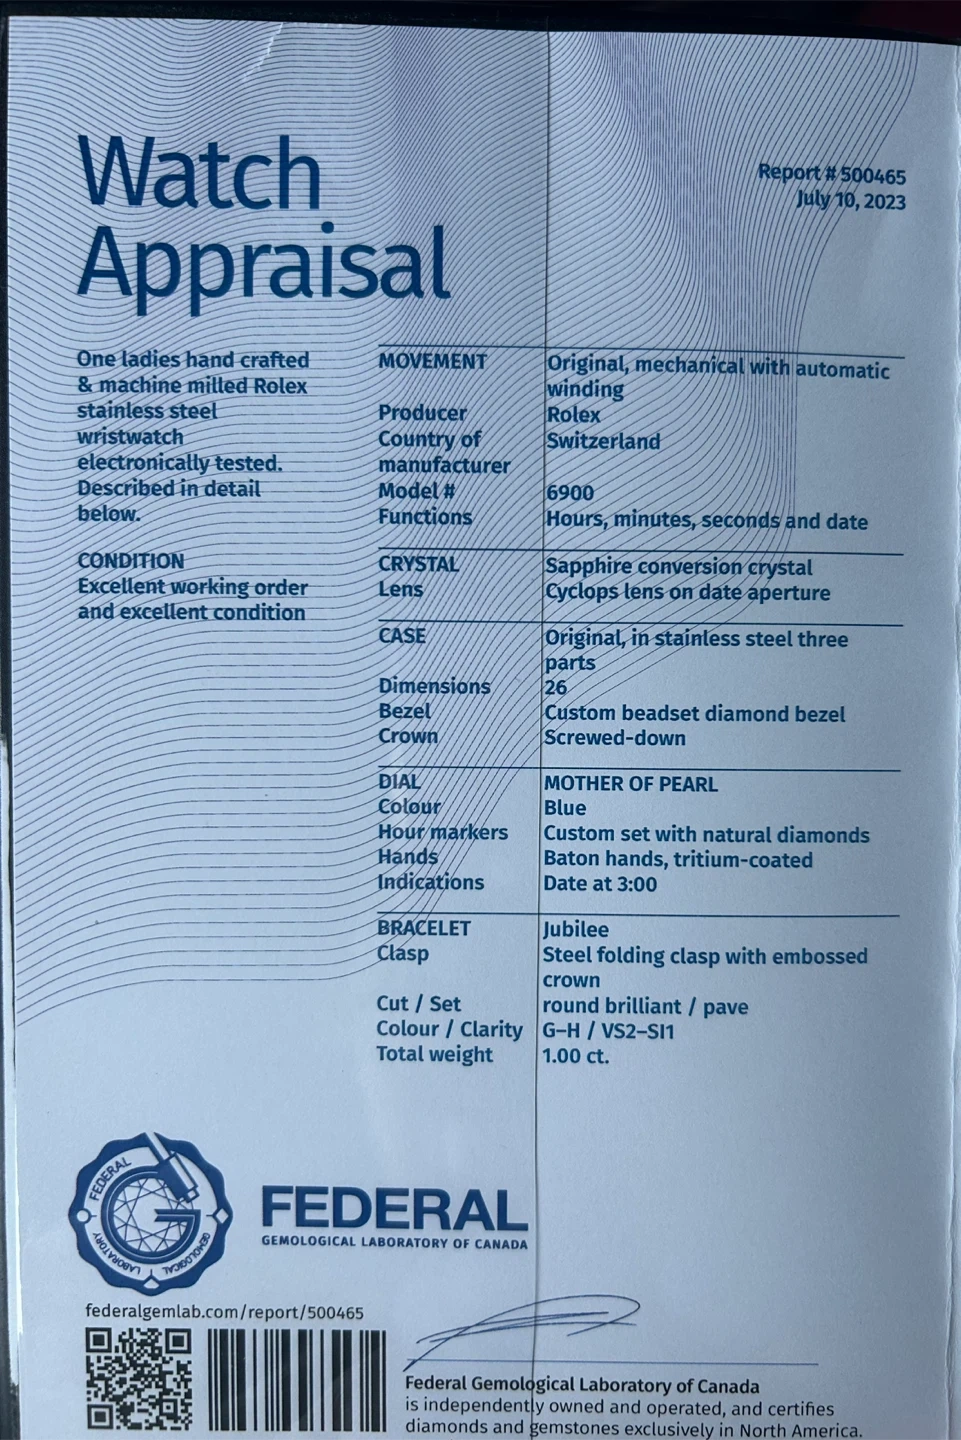 Watch
Appraisal
Report # 500465
July 10, 2023
One ladies hand crafted
& machine milled Rolex
stainless steel
wristwatch
electronically tested.
Described in detail
below.
CONDITION
Excellent working order
and excellent condition
MOVEMENT Original, mechanical with automatic
winding
Producer Rolex
Country of Switzerland
manufacturer
Model # 6900
Functions Hours, minutes, seconds and date
CRYSTAL Sapphire conversion crystal
Lens Cyclops lens on date aperture
CASE Original, in stainless steel three
parts
Dimensions 26
Bezel Custom beadset diamond bezel
Crown Screwed-down
DIAL MOTHER OF PEARL
Colour Blue
Hour markers Custom set with natural diamonds
Hands Baton hands, tritium-coated
Indications Date at 3:00
BRACELET Jubilee
Clasp Steel folding clasp with embossed
crown
Cut / Set round brilliant / pave
Colour / Clarity G–H / VS2–SI1
Total weight 1.00 ct.
FEDERAL
GEMOLOGICAL
LABORATORY
G
FEDERAL
GEMOLOGICAL LABORATORY OF CANADA
federalgemlab.com/report/500465
Federal Gemological Laboratory of Canada
is independently owned and operated, and certifies
diamonds and gemstones exclusively in North America.